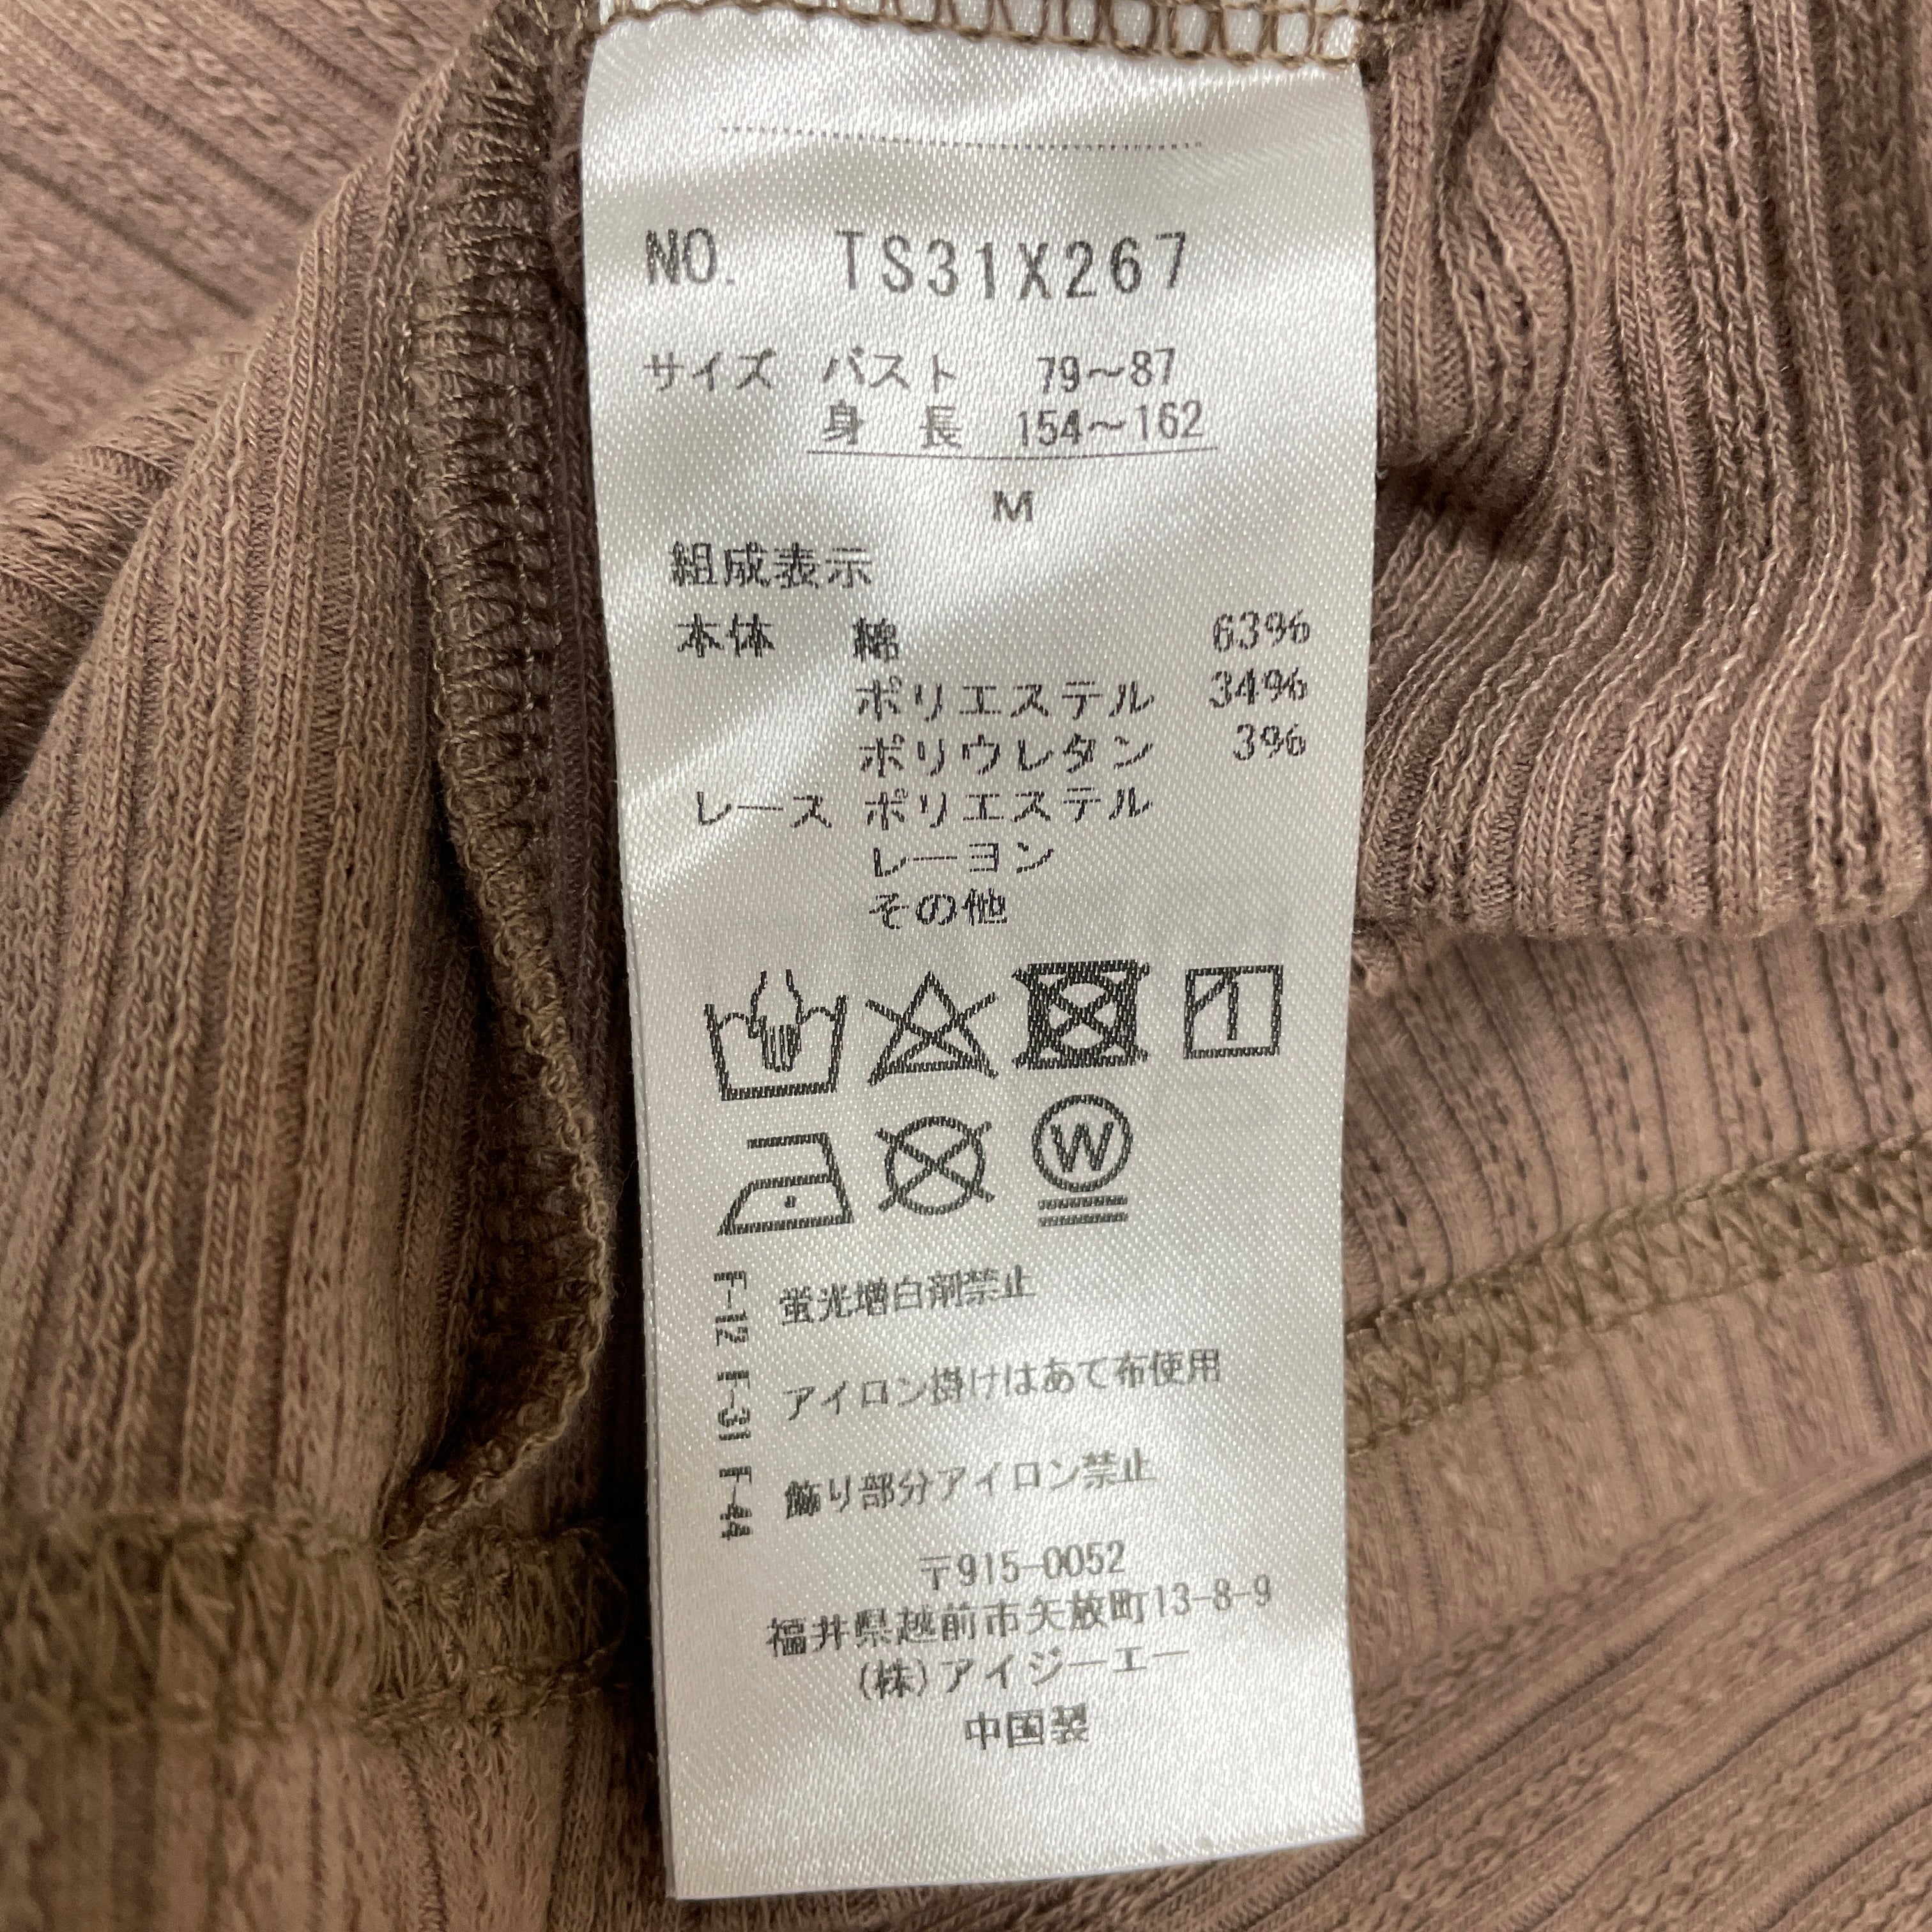 NO. TS31X267
サイズ バスト 79〜87
身長 154〜162
M
組成表示
本体 綿 63%
ポリエステル 34%
ポリウレタン 3%
レース ポリエステル
レーヨン
その他
W
F-12 蛍光増白剤禁止
F-31 アイロン掛けはあて布使用
F-44 飾り部分アイロン禁止
〒915-0052
福井県越前市矢放町13-8-9
(株)アイジーエー
中国製